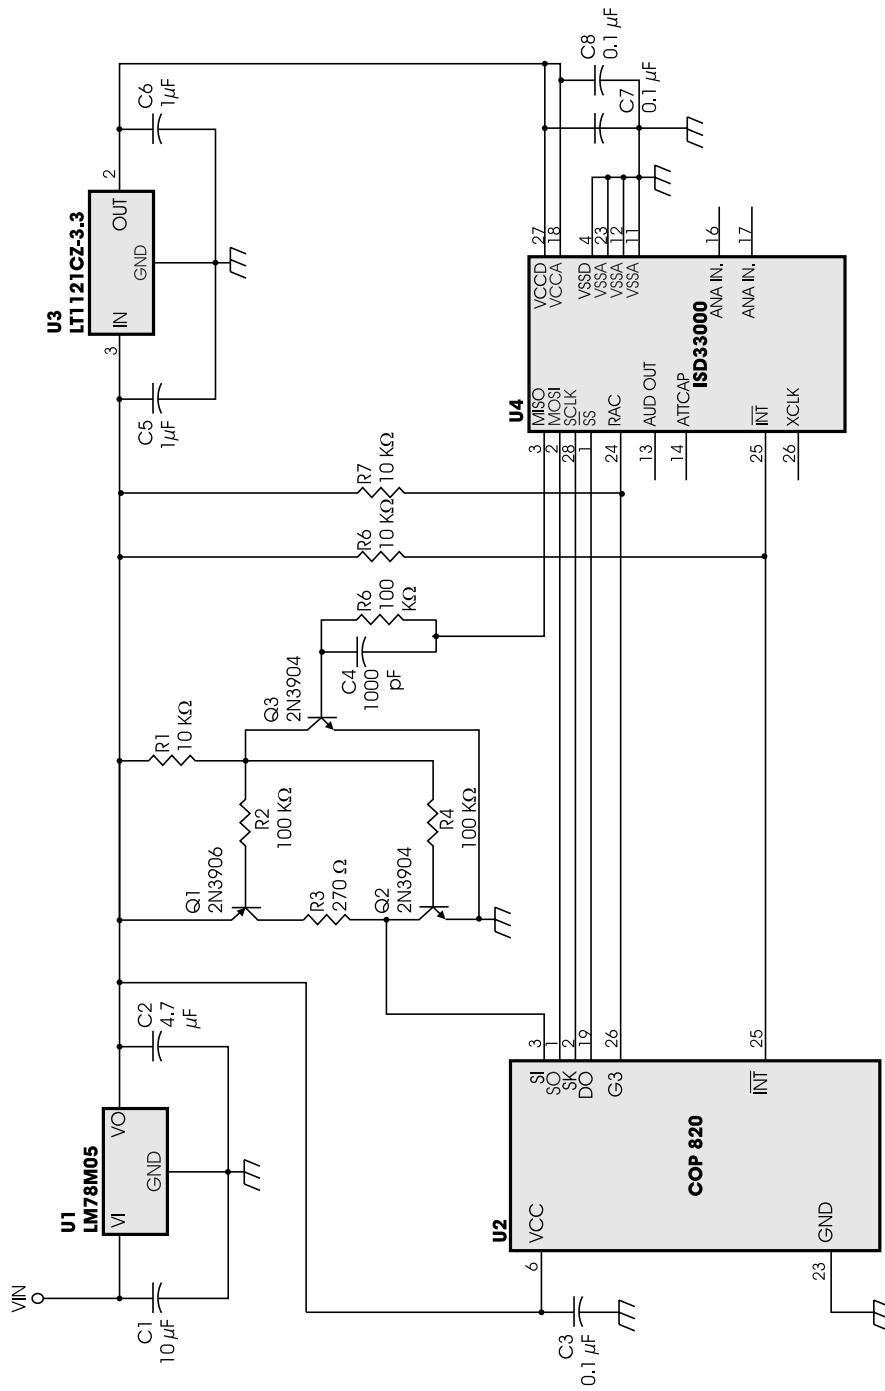 VIN
C1
10 µF
U1
LM78M05
VI
VO
GND
C2
4.7
µF
Q1
2N3906
R3
270 Ω
R2
100 KΩ
R1
10 KΩ
Q2
2N3904
R4
100 KΩ
Q3
2N3904
C4
1000
pF
R6
100
KΩ
R6
10 KΩ
R7
10 KΩ
C5
1µF
U3
LT1121CZ-3.3
3
IN
OUT
2
GND
C6
1µF
C3
0.1 µF
U2
COP 820
6
VCC
23
GND
SI
3
SO
1
SK
2
DO
19
G3
26
INT
25
U4
ISD33000
3
MISO
2
MOSI
28
SCLK
1
SS
24
RAC
13
AUD OUT
14
ATTCAP
25
INT
26
XCLK
VCCD
27
VCCA
18
VSSD
4
VSSA
23
VSSA
12
VSSA
11
ANA IN.
16
ANA IN.
17
C7
0.1 µF
C8
0.1 µF